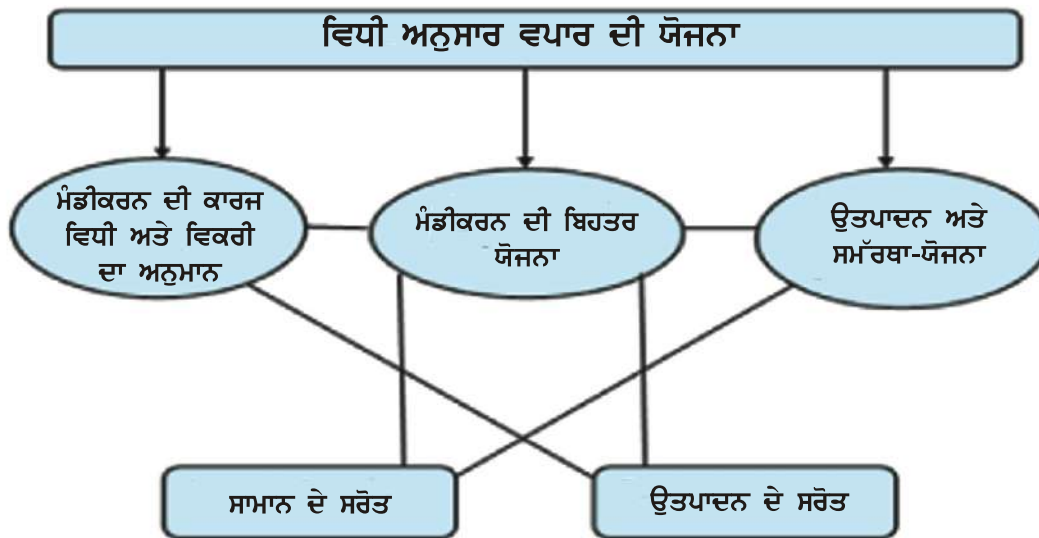 ਵਿਧੀ ਅਨੁਸਾਰ ਵਪਾਰ ਦੀ ਯੋਜਨਾ
ਮੰਡੀਕਰਨ ਦੀ ਕਾਰਜ
ਵਿਧੀ ਅਤੇ ਵਿਕਰੀ
ਦਾ ਅਨੁਮਾਨ
ਮੰਡੀਕਰਨ ਦੀ ਬਿਹਤਰ
ਯੋਜਨਾ
ਉਤਪਾਦਨ ਅਤੇ
ਸਮੱਰਥਾ-ਯੋਜਨਾ
ਸਾਮਾਨ ਦੇ ਸਰੋਤ
ਉਤਪਾਦਨ ਦੇ ਸਰੋਤ